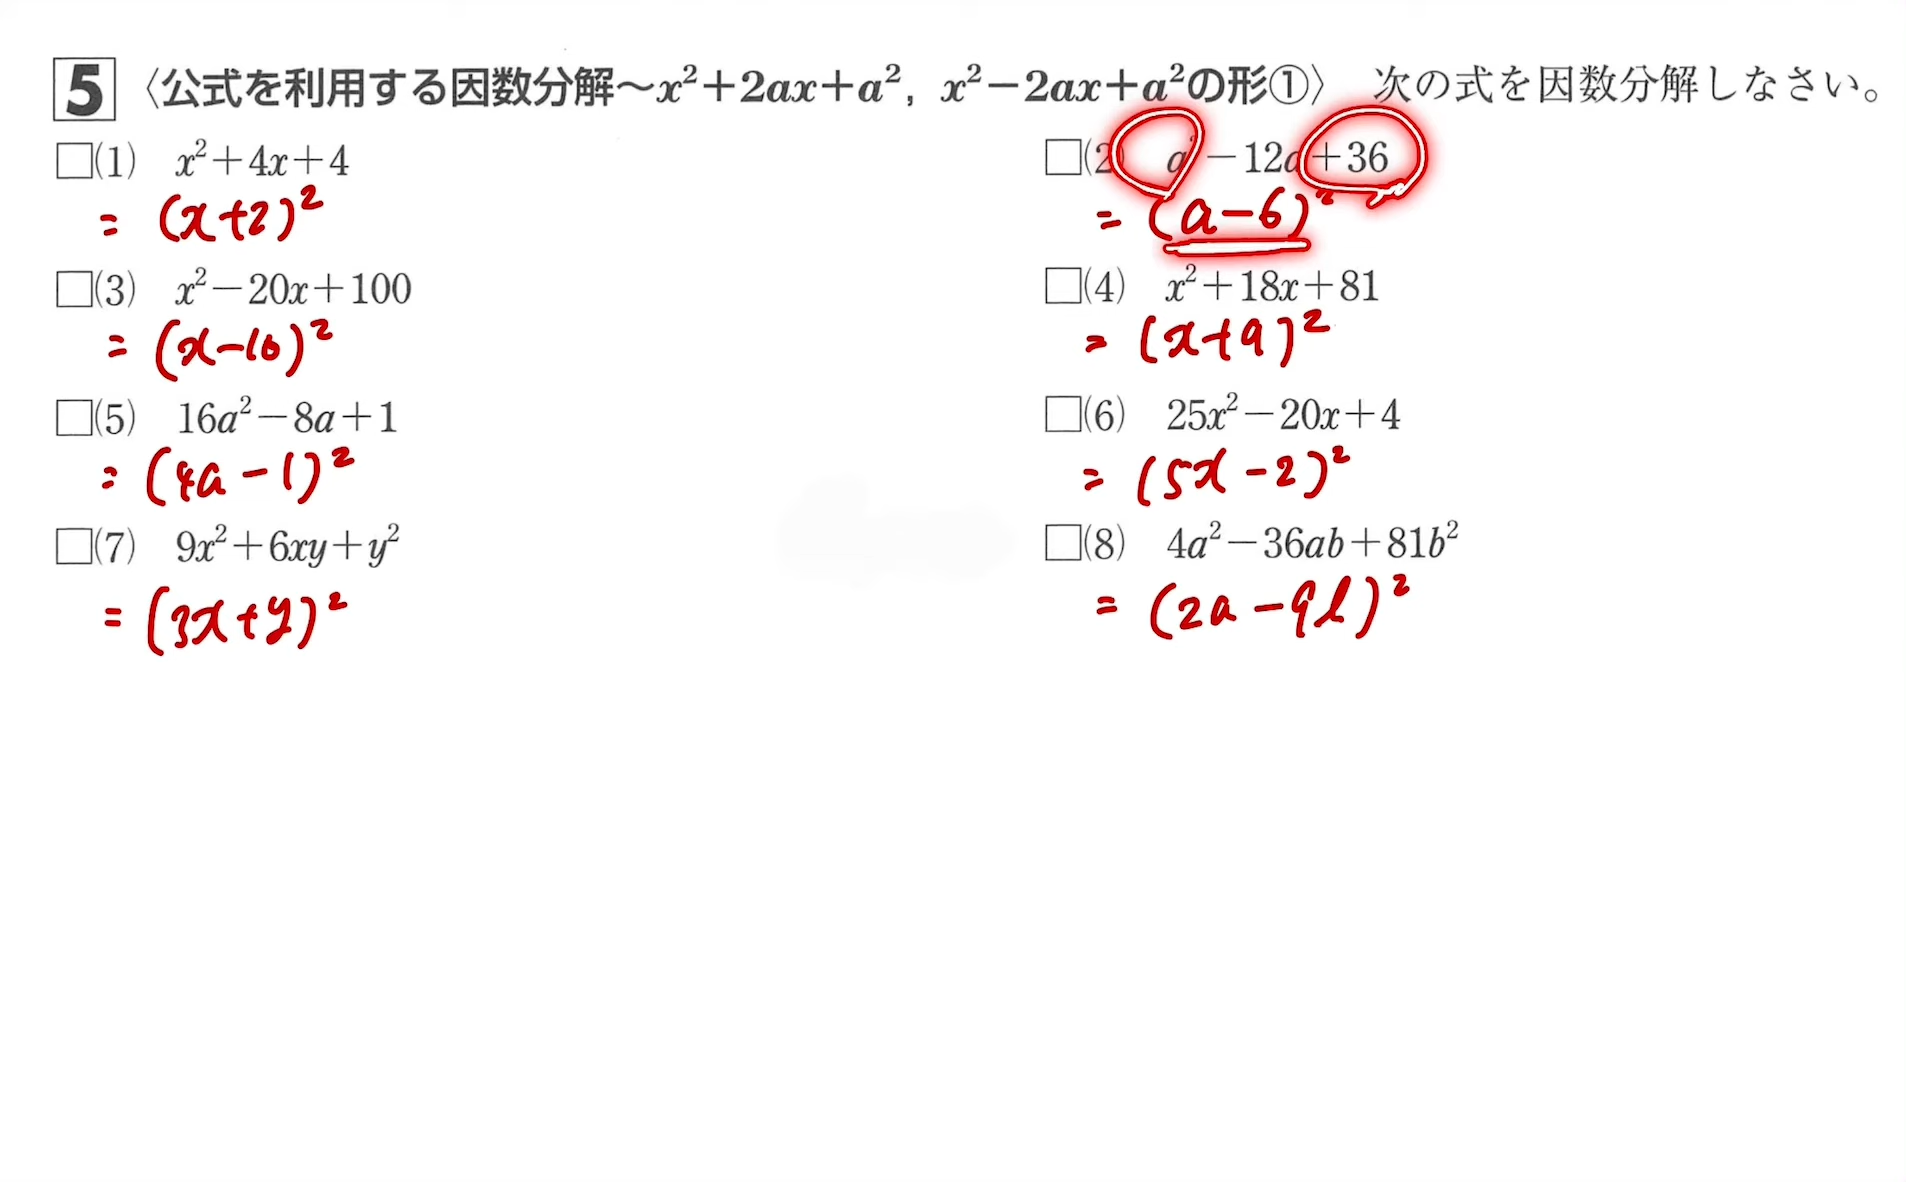 5 〈公式を利用する因数分解～x²+2ax+a², x²−2ax+a²の形①〉 次の式を因数分解しなさい。
□(1) x²+4x+4
= (x+2)²
□(2) a²−12a+36
= (a−6)²
□(3) x²−20x+100
= (x−10)²
□(4) x²+18x+81
= (x+9)²
□(5) 16a²−8a+1
= (4a−1)²
□(6) 25x²−20x+4
= (5x−2)²
□(7) 9x²+6xy+y²
= (3x+y)²
□(8) 4a²−36ab+81b²
= (2a−9b)²